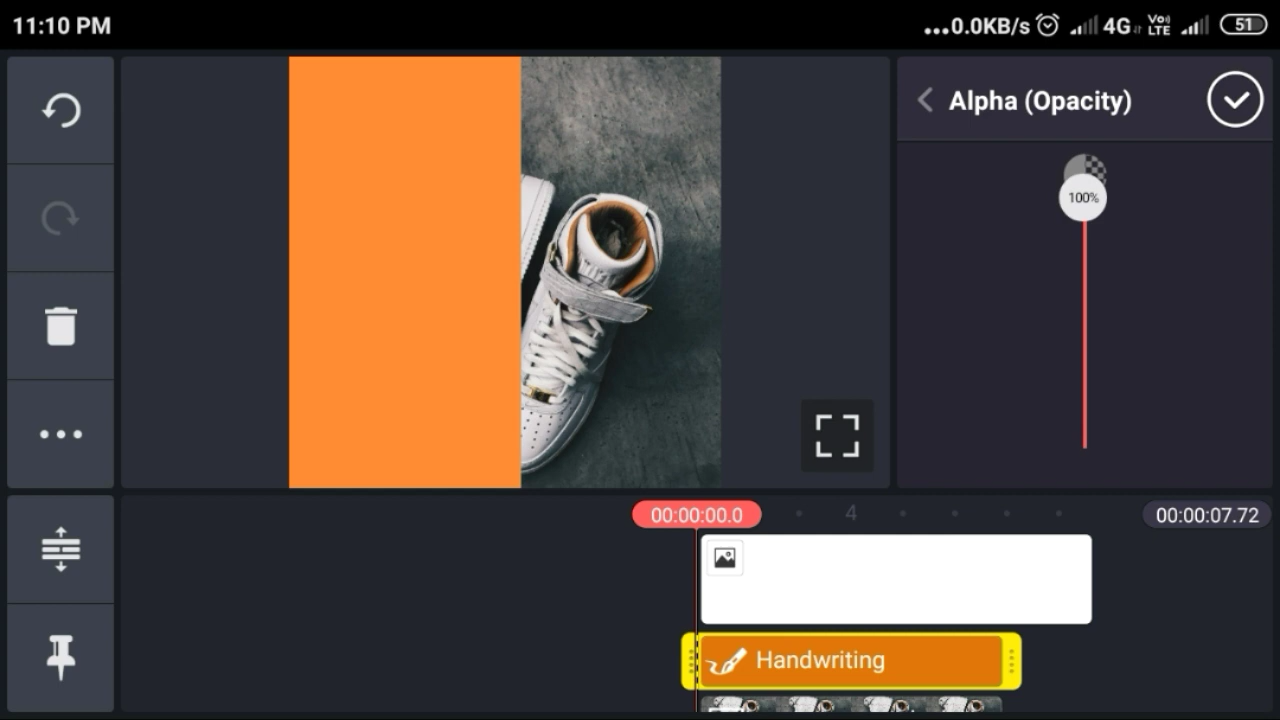 11:10 PM
...0.0KB/s 4G Vo) LTE 51
Alpha (Opacity)
100%
00:00:00.0 4 00:00:07.72
Handwriting